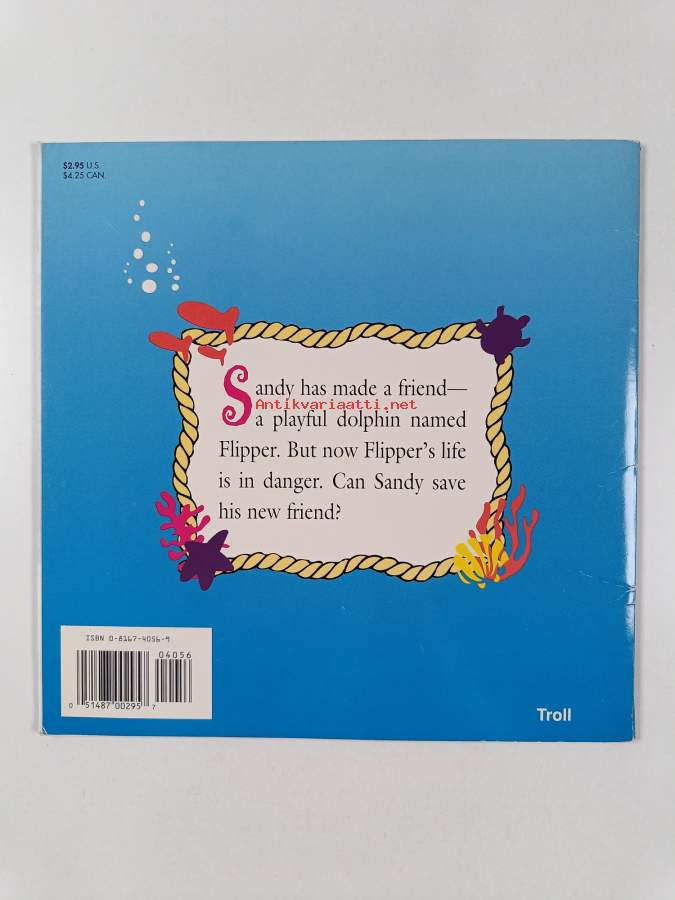 $2.95 U.S.
$4.25 CAN.
Sandy has made a friend—
Antikvariaatti.net
a playful dolphin named
Flipper. But now Flipper's life
is in danger. Can Sandy save
his new friend?
ISBN 0-8167-4056-9
04056
0 51487 00295 7
Troll